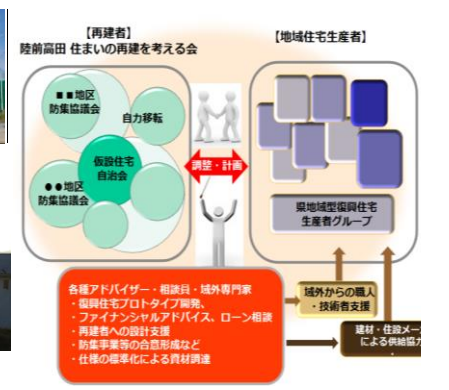 【再建者】
陸前高田 住まいの再建を考える会
■■地区
防集協議会
自力移転
仮設住宅
自治会
●●地区
防集協議会
調整・計画
【地域住宅生産者】
県地域型復興住宅
生産者グループ
各種アドバイザー・相談員・域外専門家
・復興住宅プロトタイプ開発、
・ファイナンシャルアドバイス、ローン相談
・再建者への設計支援
・防集事業等の合意形成など
・仕様の標準化による資材調達
域外からの職人
・技術者支援
建材・住設メー
による供給協力